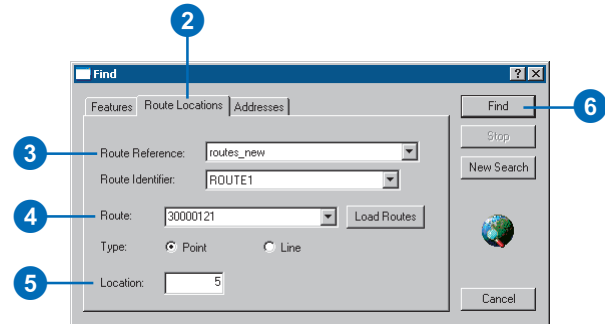 2
Find
Features Route Locations Addresses
Find
6
Stop
3
Route Reference: routes_new
New Search
Route Identifier: ROUTE1
4
Route: 30000121 Load Routes
Type: Point Line
5
Location: 5
Cancel